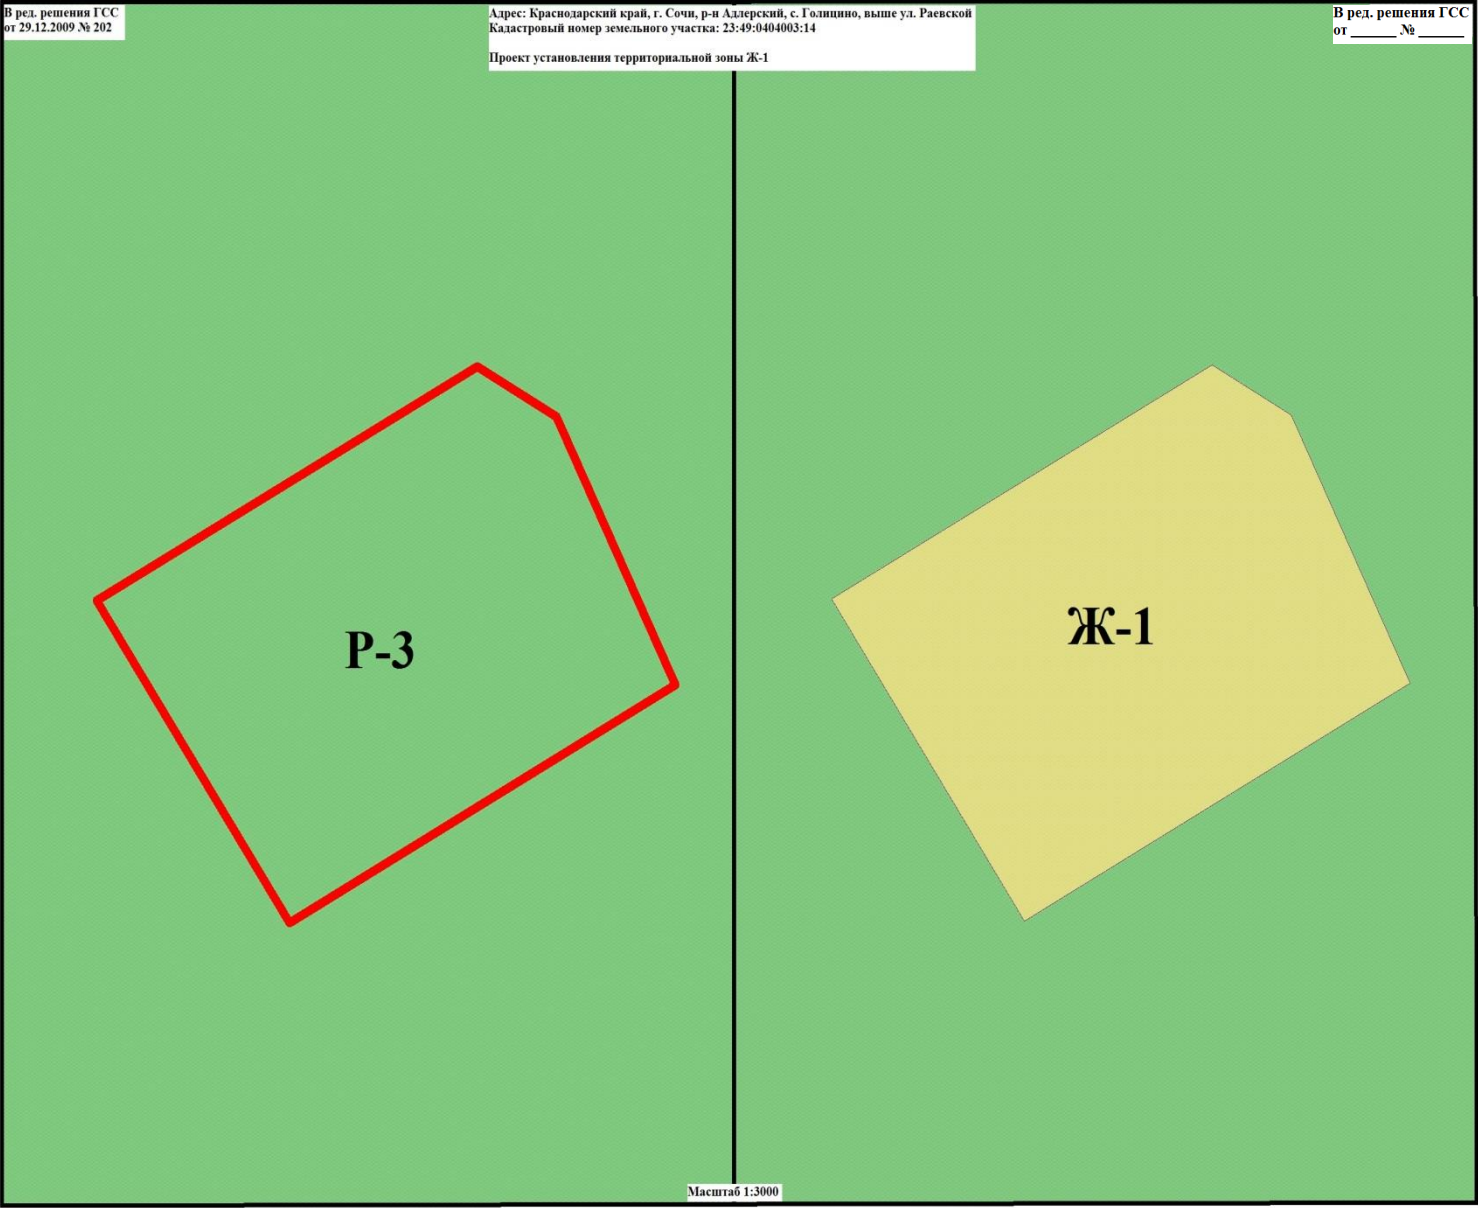 В ред. решения ГСС
от 29.12.2009 № 202
Адрес: Краснодарский край, г. Сочи, р-н Адлерский, с. Голицино, выше ул. Раевской
Кадастровый номер земельного участка: 23:49:0404003:14
Проект установления территориальной зоны Ж-1
В ред. решения ГСС
от ______ № ______
Р-3
Ж-1
Масштаб 1:3000